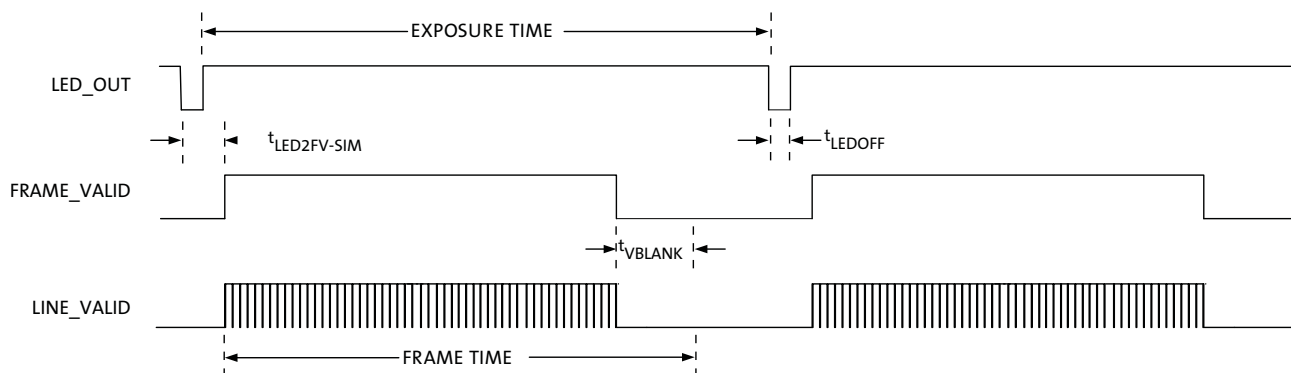 EXPOSURE TIME
LED_OUT
tLED2FV-SIM
tLEDOFF
FRAME_VALID
tVBLANK
LINE_VALID
FRAME TIME